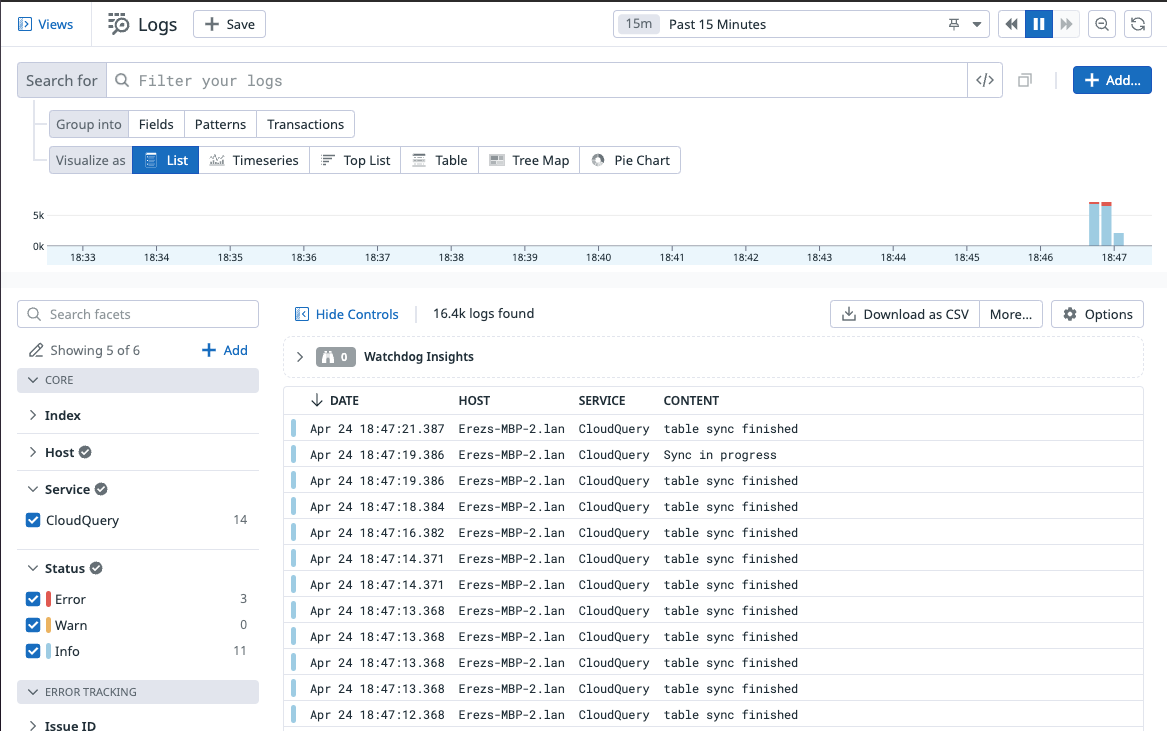 Views Logs + Save 15m Past 15 Minutes
Search for Filter your logs </> + Add...
Group into Fields Patterns Transactions
Visualize as List Timeseries Top List Table Tree Map Pie Chart
5k
0k
18:33 18:34 18:35 18:36 18:37 18:38 18:39 18:40 18:41 18:42 18:43 18:44 18:45 18:46 18:47
Search facets
Showing 5 of 6 + Add
CORE
Index
Host
Service
CloudQuery 14
Status
Error 3
Warn 0
Info 11
ERROR TRACKING
Issue ID
Hide Controls 16.4k logs found Download as CSV More... Options
0 Watchdog Insights
DATE HOST SERVICE CONTENT
Apr 24 18:47:21.387 Erezs-MBP-2.lan CloudQuery table sync finished
Apr 24 18:47:19.386 Erezs-MBP-2.lan CloudQuery Sync in progress
Apr 24 18:47:19.386 Erezs-MBP-2.lan CloudQuery table sync finished
Apr 24 18:47:18.384 Erezs-MBP-2.lan CloudQuery table sync finished
Apr 24 18:47:16.382 Erezs-MBP-2.lan CloudQuery table sync finished
Apr 24 18:47:14.371 Erezs-MBP-2.lan CloudQuery table sync finished
Apr 24 18:47:14.371 Erezs-MBP-2.lan CloudQuery table sync finished
Apr 24 18:47:13.368 Erezs-MBP-2.lan CloudQuery table sync finished
Apr 24 18:47:13.368 Erezs-MBP-2.lan CloudQuery table sync finished
Apr 24 18:47:13.368 Erezs-MBP-2.lan CloudQuery table sync finished
Apr 24 18:47:13.368 Erezs-MBP-2.lan CloudQuery table sync finished
Apr 24 18:47:12.368 Erezs-MBP-2.lan CloudQuery table sync finished